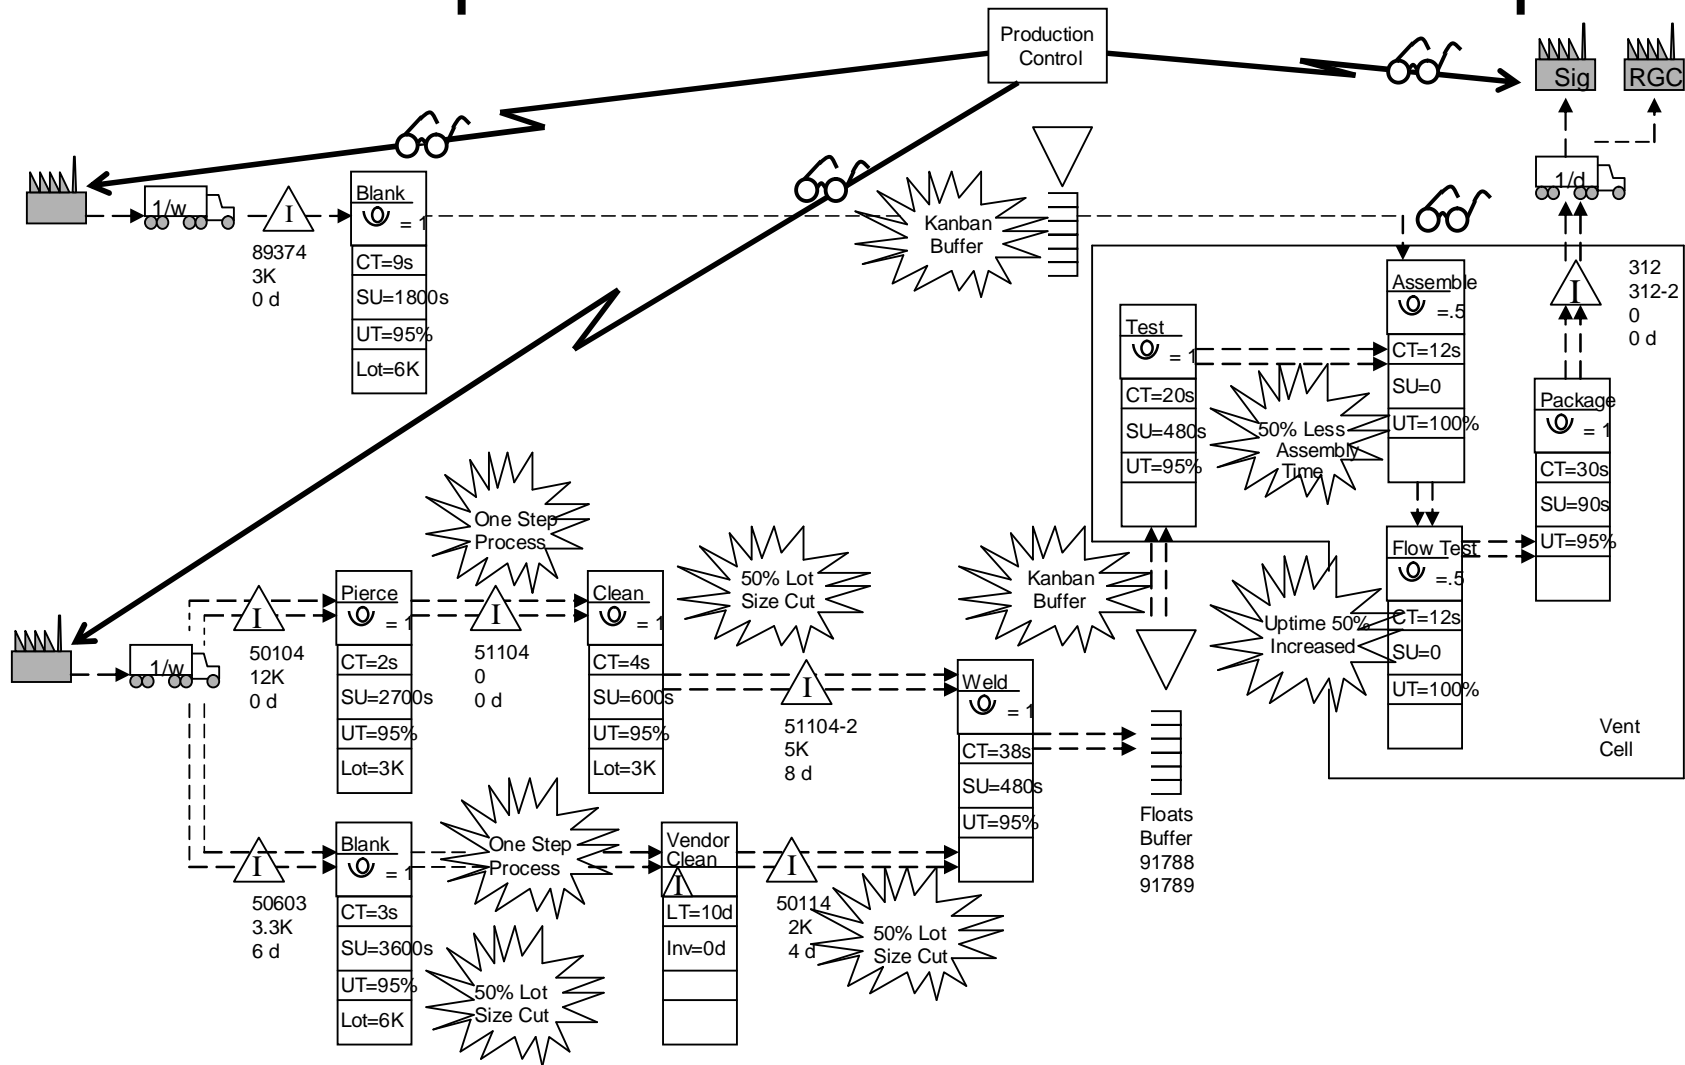 Production
Control
Sig
RGC
1/d
1/w
I
89374
3K
0 d
Blank
= 1
CT=9s
SU=1800s
UT=95%
Lot=6K
Kanban
Buffer
Test
= 1
CT=20s
SU=480s
UT=95%
50% Less
Assembly
Time
Assemble
=.5
CT=12s
SU=0
UT=100%
I
312
312-2
0
0 d
Package
= 1
CT=30s
SU=90s
UT=95%
Flow Test
=.5
CT=12s
SU=0
UT=100%
Uptime 50%
Increased
Vent
Cell
1/w
I
50104
12K
0 d
Pierce
= 1
CT=2s
SU=2700s
UT=95%
Lot=3K
One Step
Process
I
51104
0
0 d
Clean
= 1
CT=4s
SU=600s
UT=95%
Lot=3K
50% Lot
Size Cut
I
51104-2
5K
8 d
Kanban
Buffer
Weld
= 1
CT=38s
SU=480s
UT=95%
Floats
Buffer
91788
91789
I
50603
3.3K
6 d
Blank
= 1
CT=3s
SU=3600s
UT=95%
Lot=6K
One Step
Process
50% Lot
Size Cut
Vendor
Clean
I
LT=10d
Inv=0d
I
50114
2K
4 d
50% Lot
Size Cut